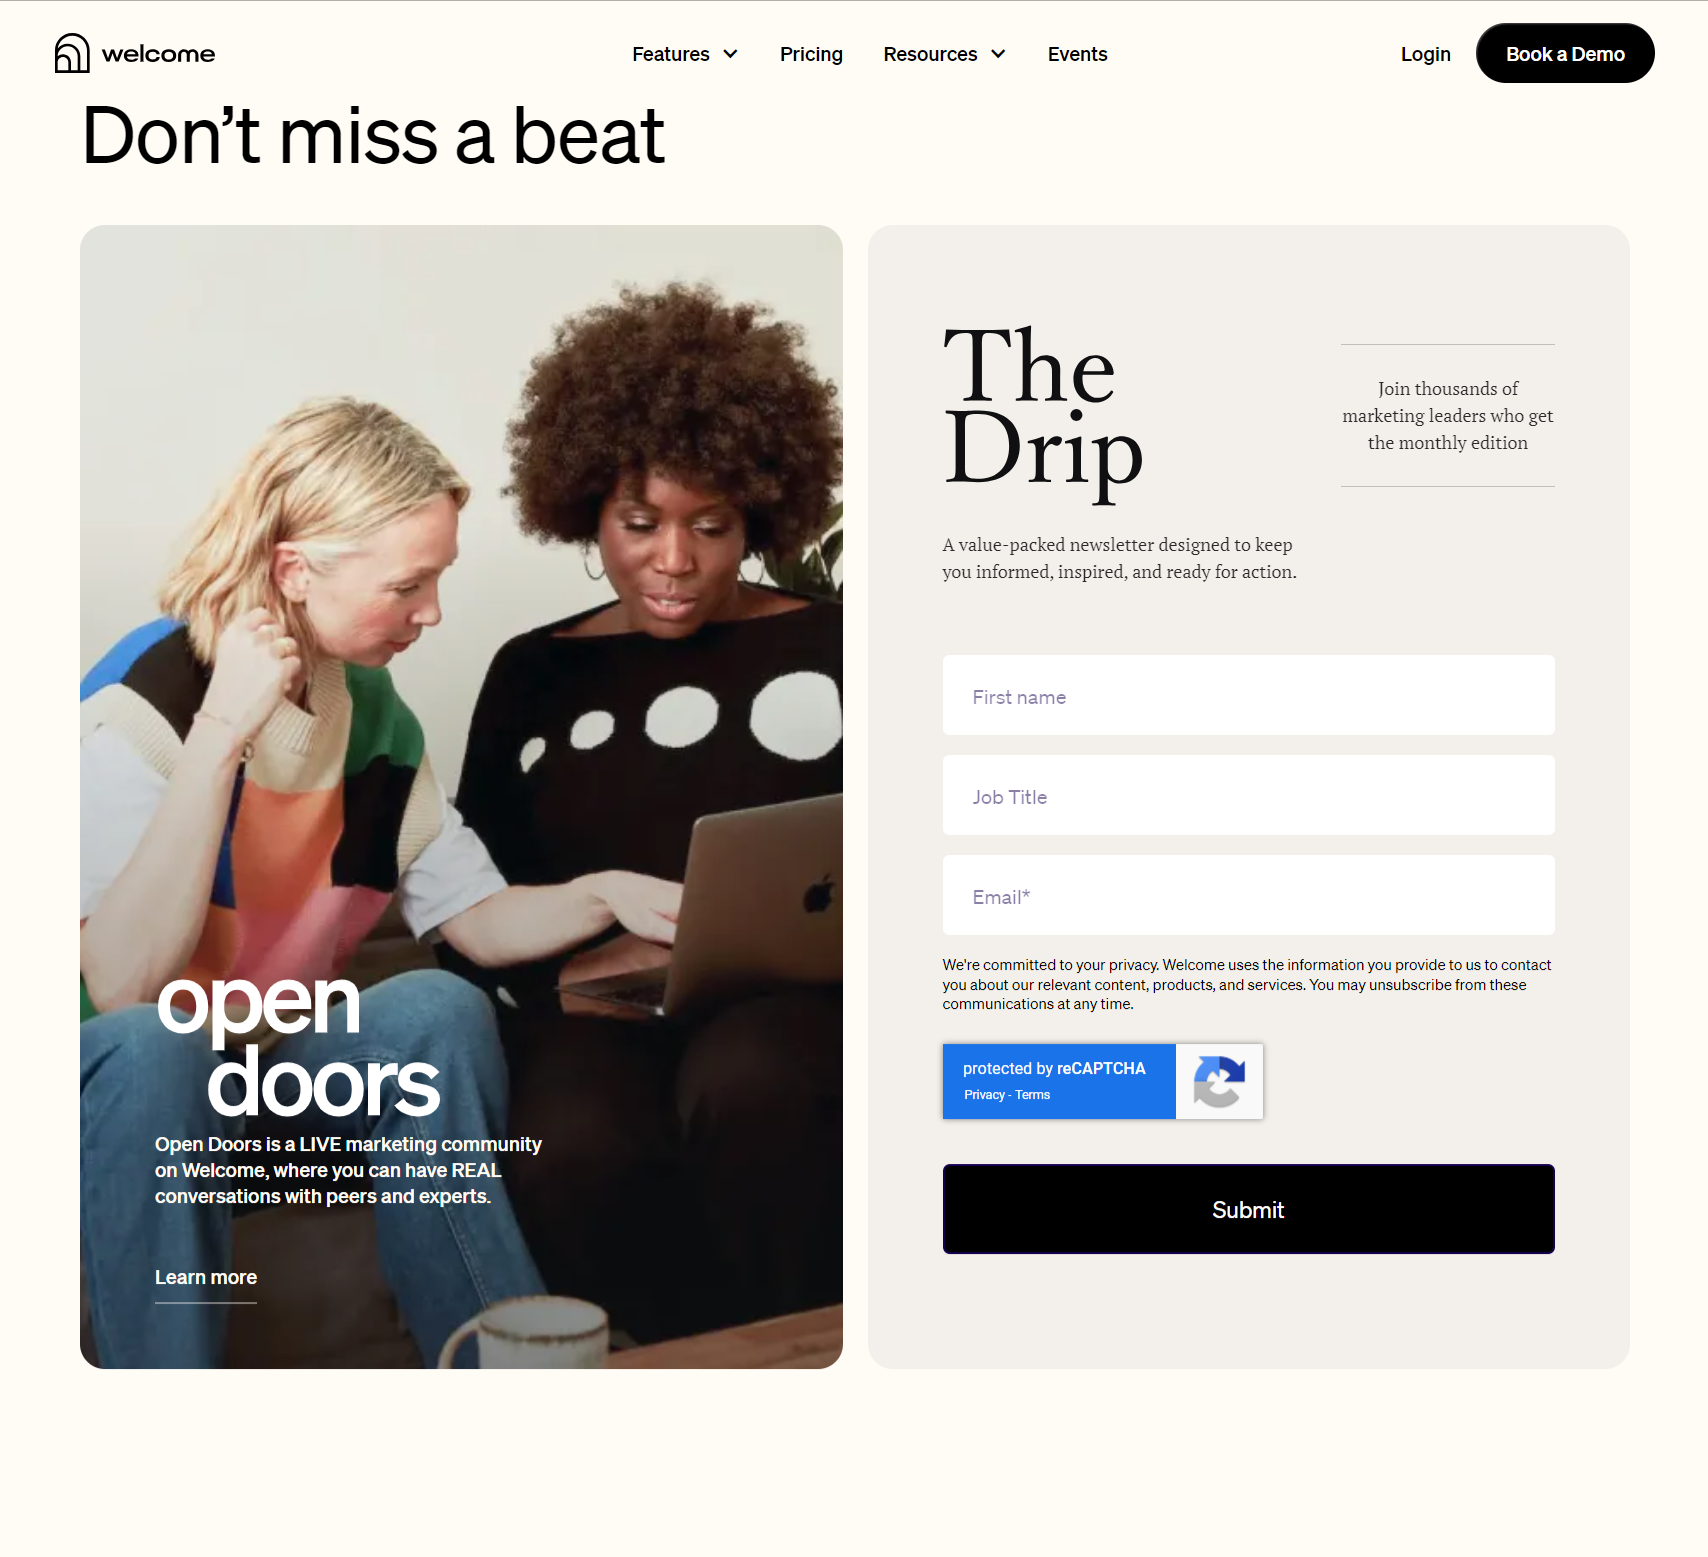 welcome
Features
Pricing
Resources
Events
Login
Book a Demo
Don’t miss a beat
open
doors
Open Doors is a LIVE marketing community
on Welcome, where you can have REAL
conversations with peers and experts.
Learn more
The
Drip
Join thousands of
marketing leaders who get
the monthly edition
A value-packed newsletter designed to keep
you informed, inspired, and ready for action.
First name
Job Title
Email*
We're committed to your privacy. Welcome uses the information you provide to us to contact
you about our relevant content, products, and services. You may unsubscribe from these
communications at any time.
protected by reCAPTCHA
Privacy - Terms
Submit